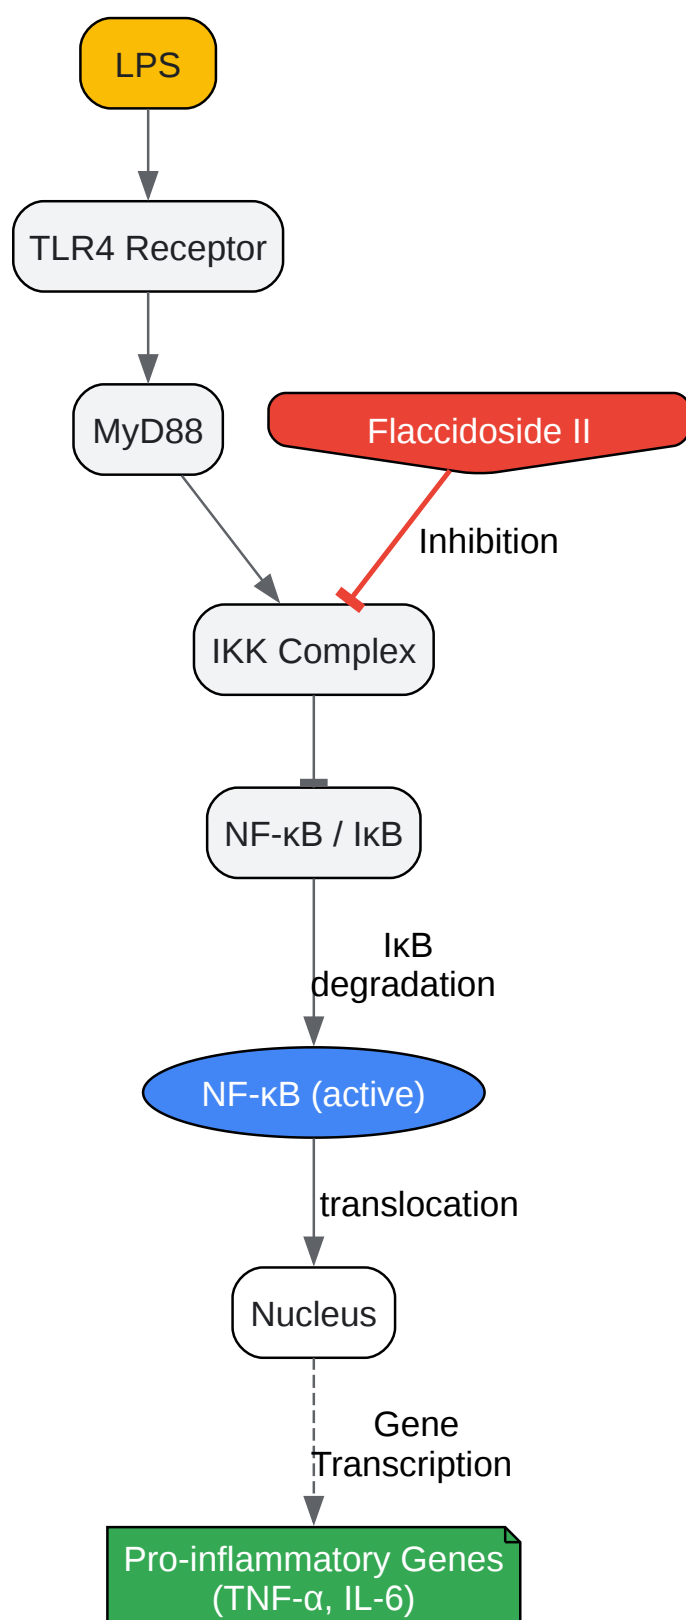 LPS
TLR4 Receptor
MyD88
Flaccidoside II
Inhibition
IKK Complex
NF-κB / IκB
IκB
degradation
NF-κB (active)
translocation
Nucleus
Gene
Transcription
Pro-inflammatory Genes
(TNF-α, IL-6)